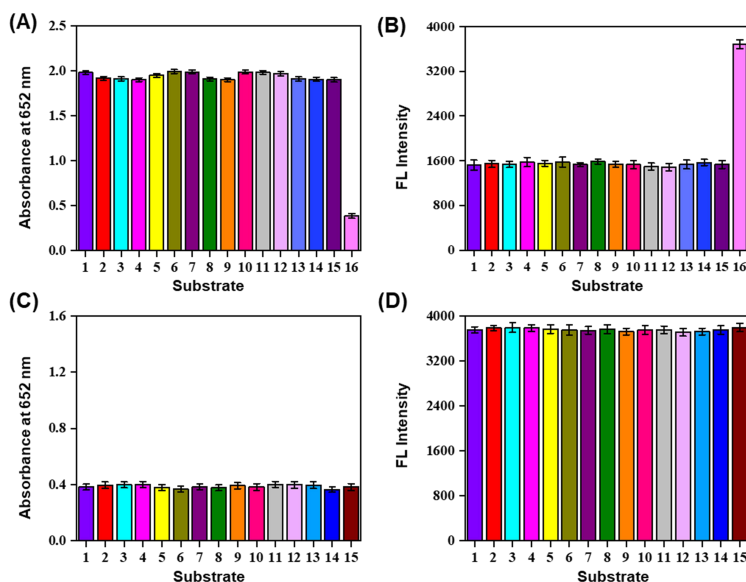 (A)
Absorbance at 652 nm
2.5
2.0
1.5
1.0
0.5
0.0
1 2 3 4 5 6 7 8 9 10 11 12 13 14 15 16
Substrate
(B)
FL Intensity
4000
3200
2400
1600
800
0
1 2 3 4 5 6 7 8 9 10 11 12 13 14 15 16
Substrate
(C)
Absorbance at 652 nm
1.6
1.2
0.8
0.4
0.0
1 2 3 4 5 6 7 8 9 10 11 12 13 14 15
Substrate
(D)
FL Intensity
4000
3200
2400
1600
800
0
1 2 3 4 5 6 7 8 9 10 11 12 13 14 15
Substrate